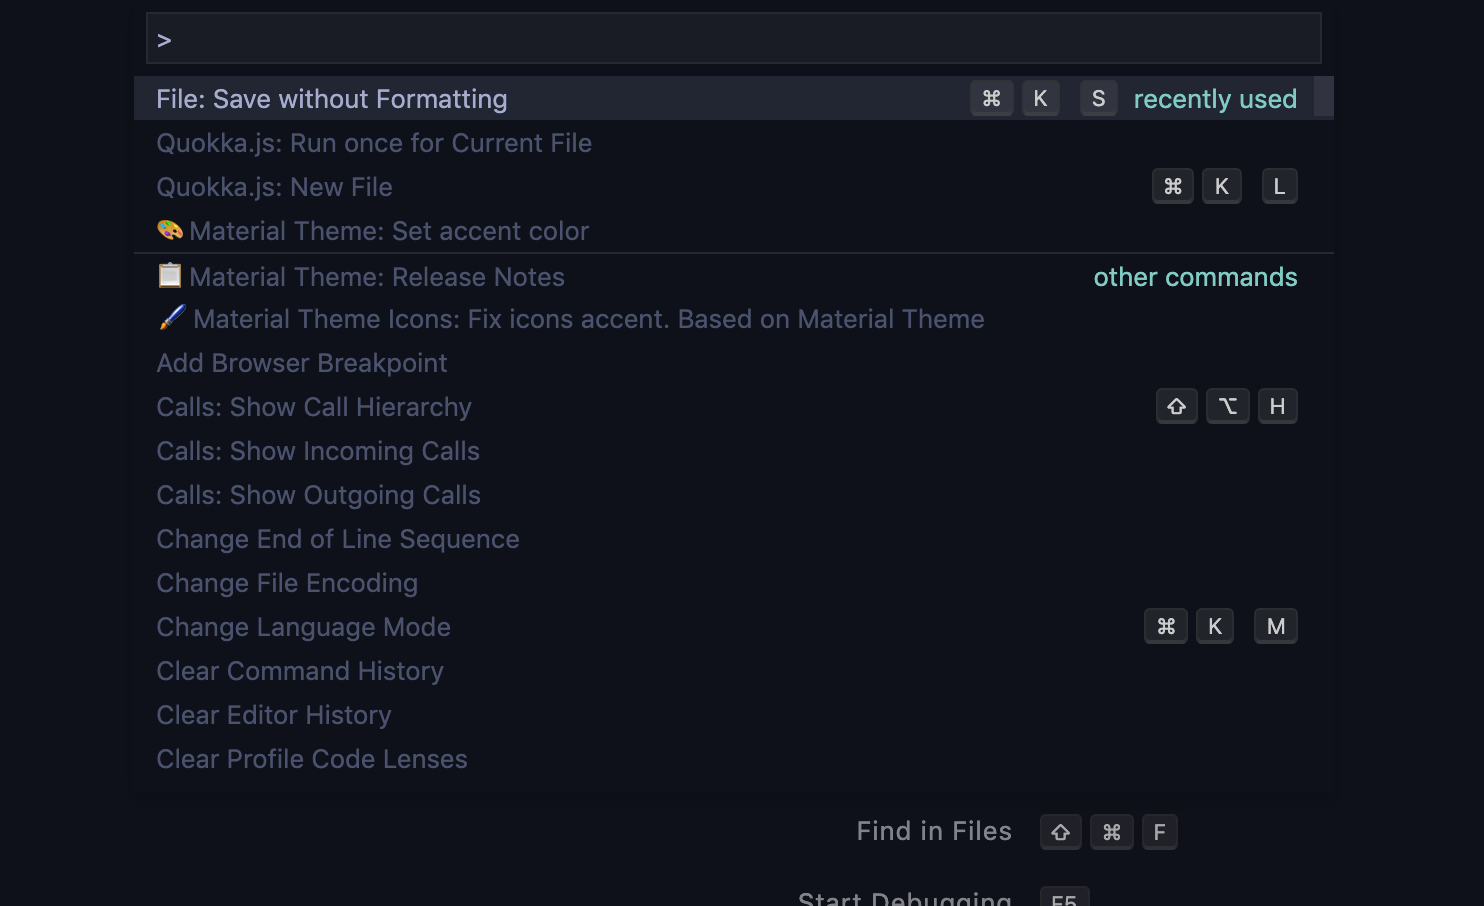 >
File: Save without Formatting ⌘ K S recently used
Quokka.js: Run once for Current File
Quokka.js: New File ⌘ K L
🎨 Material Theme: Set accent color
📋 Material Theme: Release Notes other commands
🖌️ Material Theme Icons: Fix icons accent. Based on Material Theme
Add Browser Breakpoint
Calls: Show Call Hierarchy ⇧ ⌥ H
Calls: Show Incoming Calls
Calls: Show Outgoing Calls
Change End of Line Sequence
Change File Encoding
Change Language Mode ⌘ K M
Clear Command History
Clear Editor History
Clear Profile Code Lenses
Find in Files ⇧ ⌘ F
Start Debugging F5